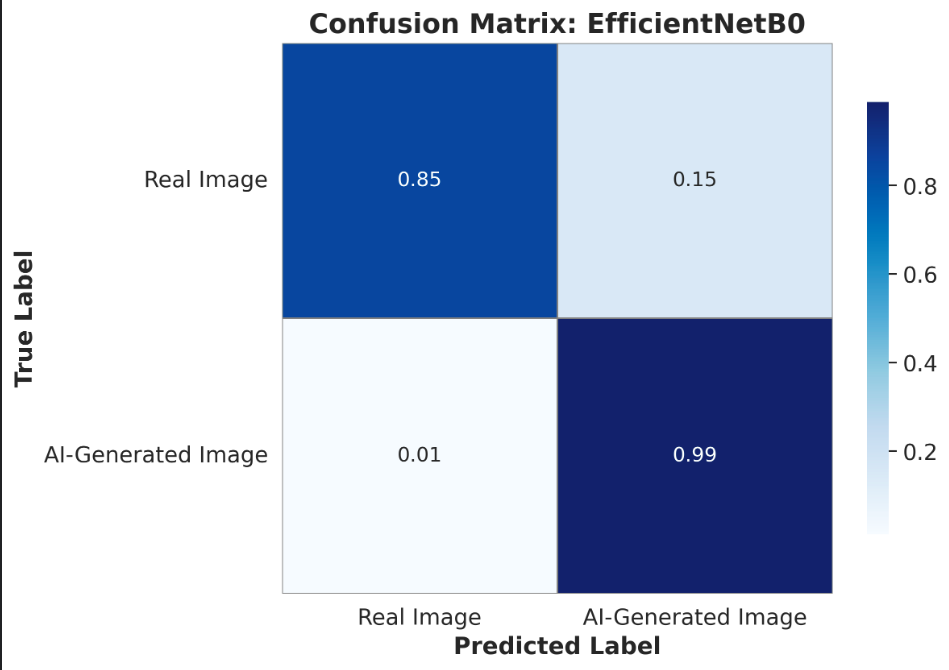 Confusion Matrix: EfficientNetB0
Real Image
0.85
0.15
0.8
0.6
True Label
0.4
AI-Generated Image
0.01
0.99
0.2
Real Image
AI-Generated Image
Predicted Label